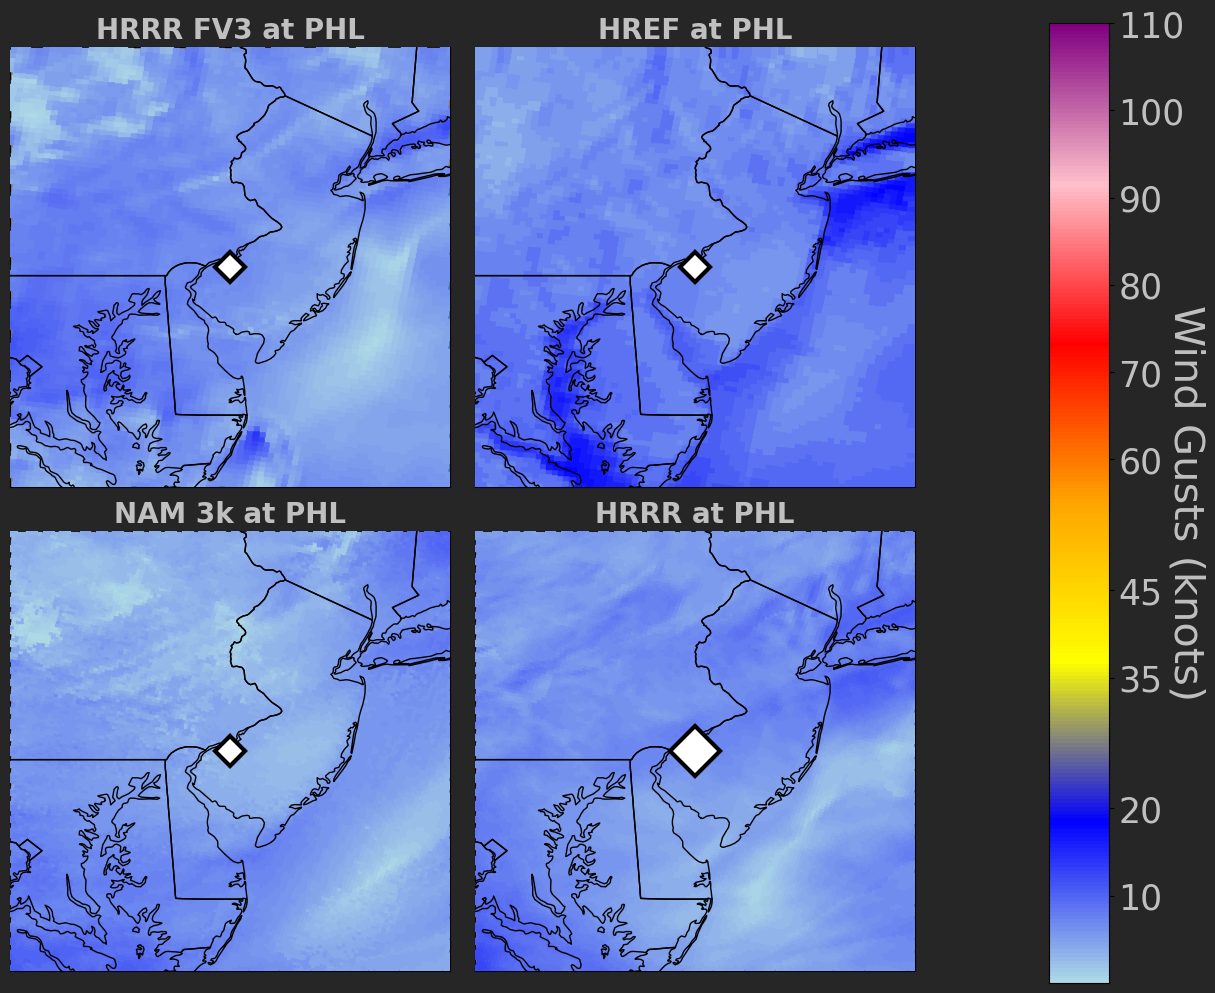 HRRR FV3 at PHL
HREF at PHL
NAM 3k at PHL
HRRR at PHL
110
100
90
80
70
60
45
35
20
10
Wind Gusts (knots)